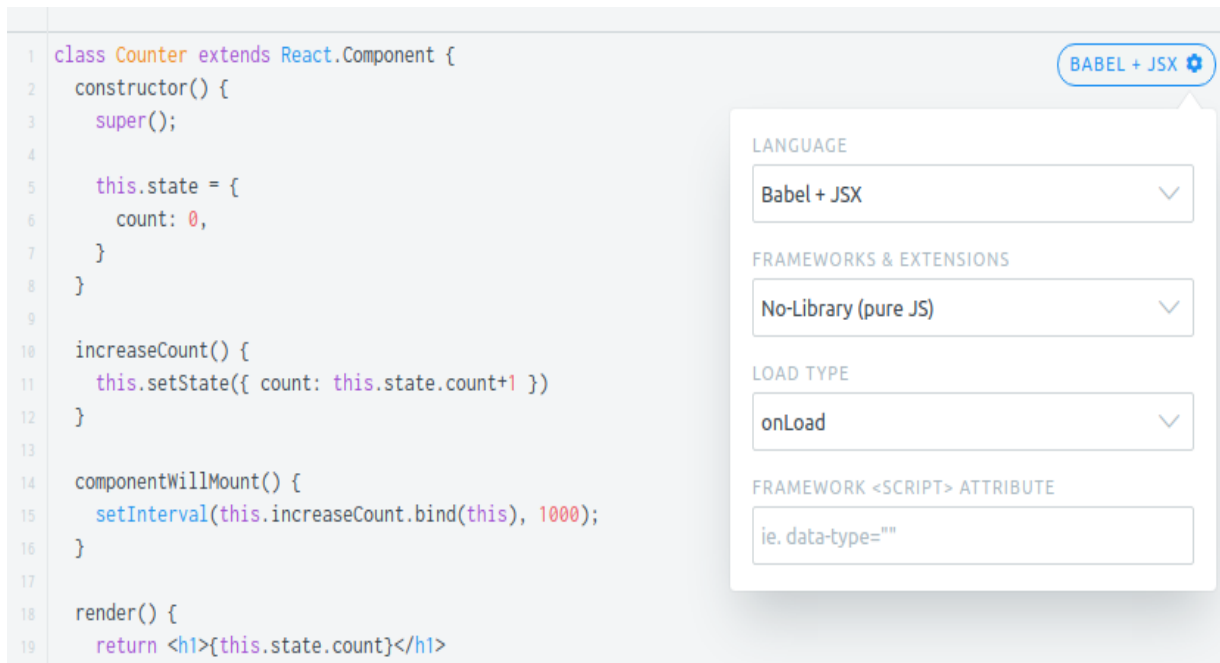 1 class Counter extends React.Component {
2 constructor() {
3 super();
4
5 this.state = {
6 count: 0,
7 }
8 }
9
10 increaseCount() {
11 this.setState({ count: this.state.count+1 })
12 }
13
14 componentWillMount() {
15 setInterval(this.increaseCount.bind(this), 1000);
16 }
17
18 render() {
19 return <h1>{this.state.count}</h1>
BABEL + JSX
LANGUAGE
Babel + JSX
FRAMEWORKS & EXTENSIONS
No-Library (pure JS)
LOAD TYPE
onLoad
FRAMEWORK <SCRIPT> ATTRIBUTE
ie. data-type=""